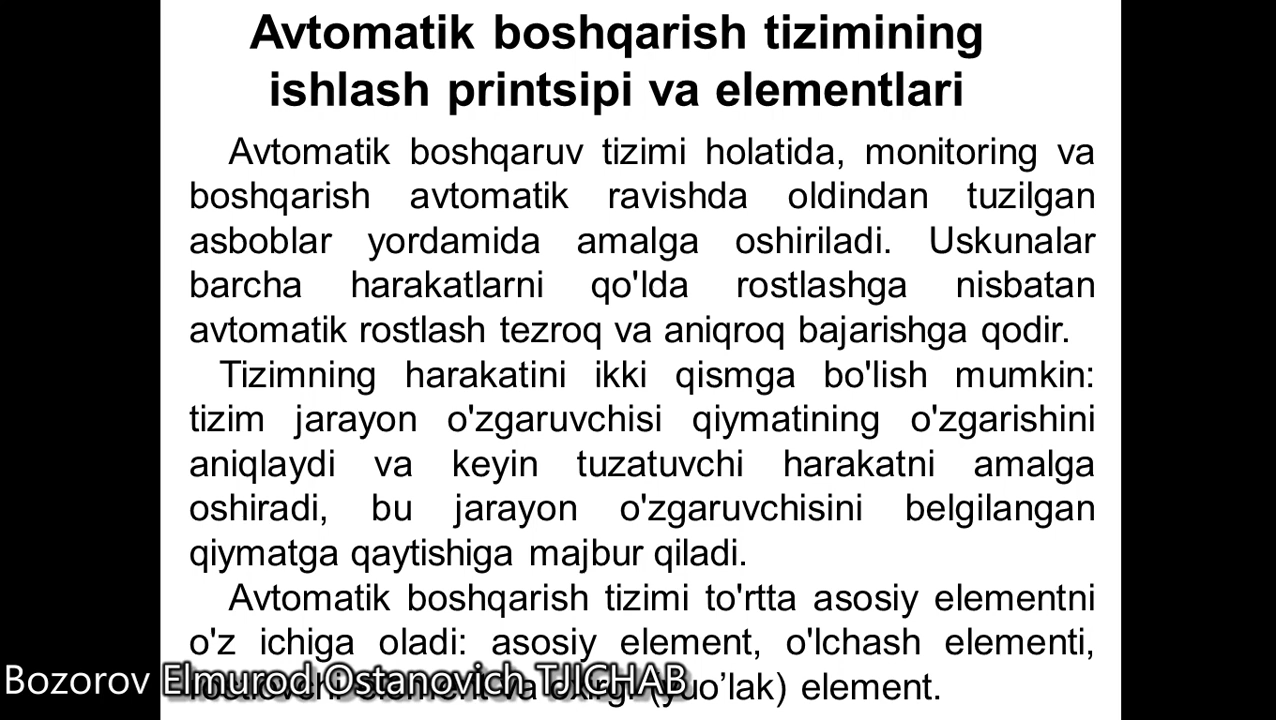 Avtomatik boshqarish tizimining
ishlash printsipi va elementlari
Avtomatik boshqaruv tizimi holatida, monitoring va
boshqarish avtomatik ravishda oldindan tuzilgan
asboblar yordamida amalga oshiriladi. Uskunalar
barcha harakatlarni qo'lda rostlashga nisbatan
avtomatik rostlash tezroq va aniqroq bajarishga qodir.
Tizimning harakatini ikki qismga bo'lish mumkin:
tizim jarayon o'zgaruvchisi qiymatining o'zgarishini
aniqlaydi va keyin tuzatuvchi harakatni amalga
oshiradi, bu jarayon o'zgaruvchisini belgilangan
qiymatga qaytishiga majbur qiladi.
Avtomatik boshqarish tizimi to'rtta asosiy elementni
o'z ichiga oladi: asosiy element, o'lchash elementi,
element.
Bozorov Elmurod Ostanovich TJICHAB